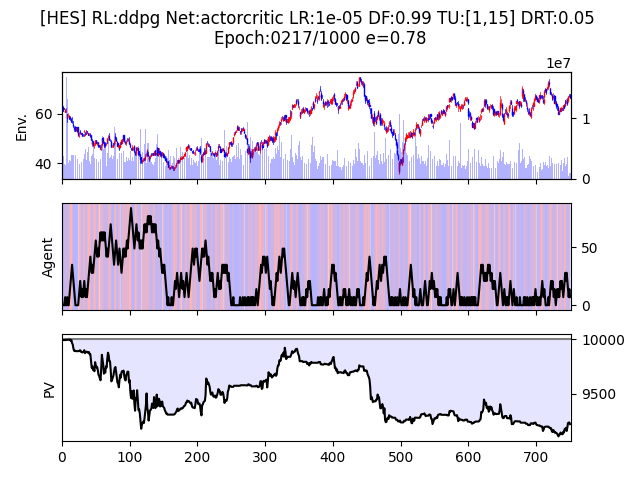 [HES] RL:ddpg Net:actorcritic LR:1e-05 DF:0.99 TU:[1,15] DRT:0.05
Epoch:0217/1000 e=0.78
1e7
Env.
60
40
1
0
Agent
50
0
PV
10000
9500
0 100 200 300 400 500 600 700